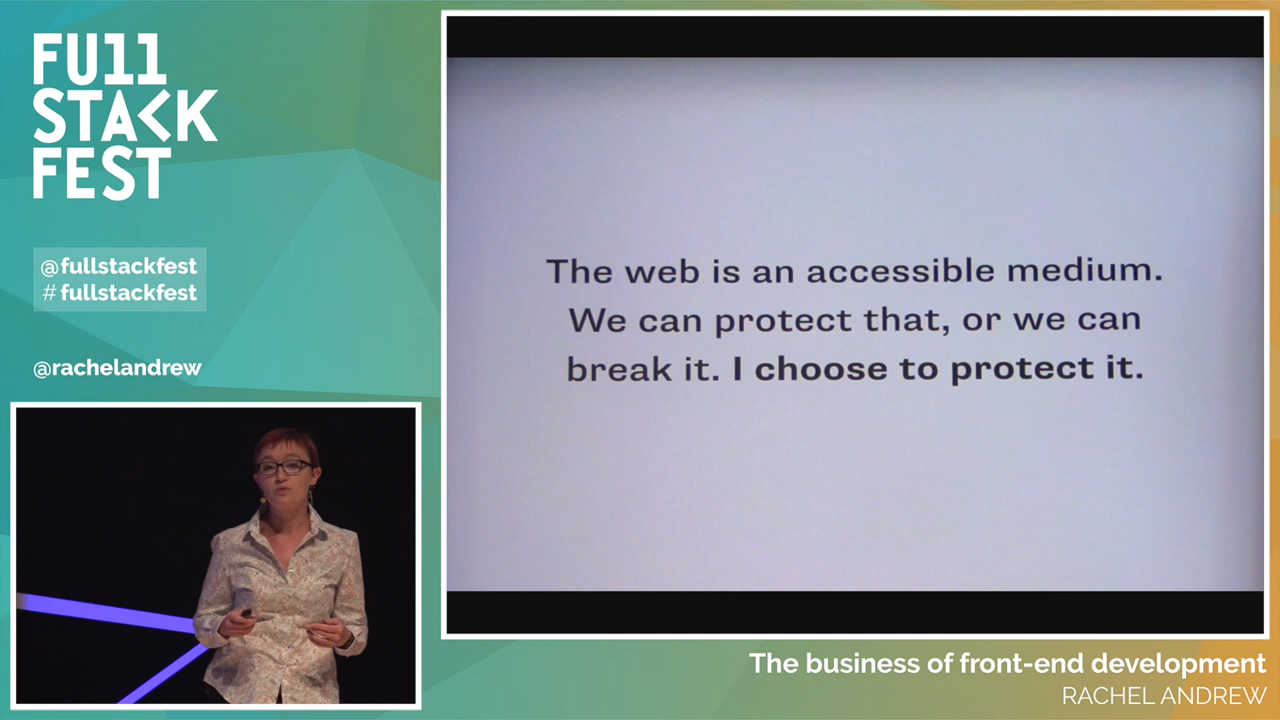 FULL
STACK
FEST
@fullstackfest
# fullstackfest
@rachelandrew
The web is an accessible medium.
We can protect that, or we can
break it. I choose to protect it.
The business of front-end development
RACHEL ANDREW